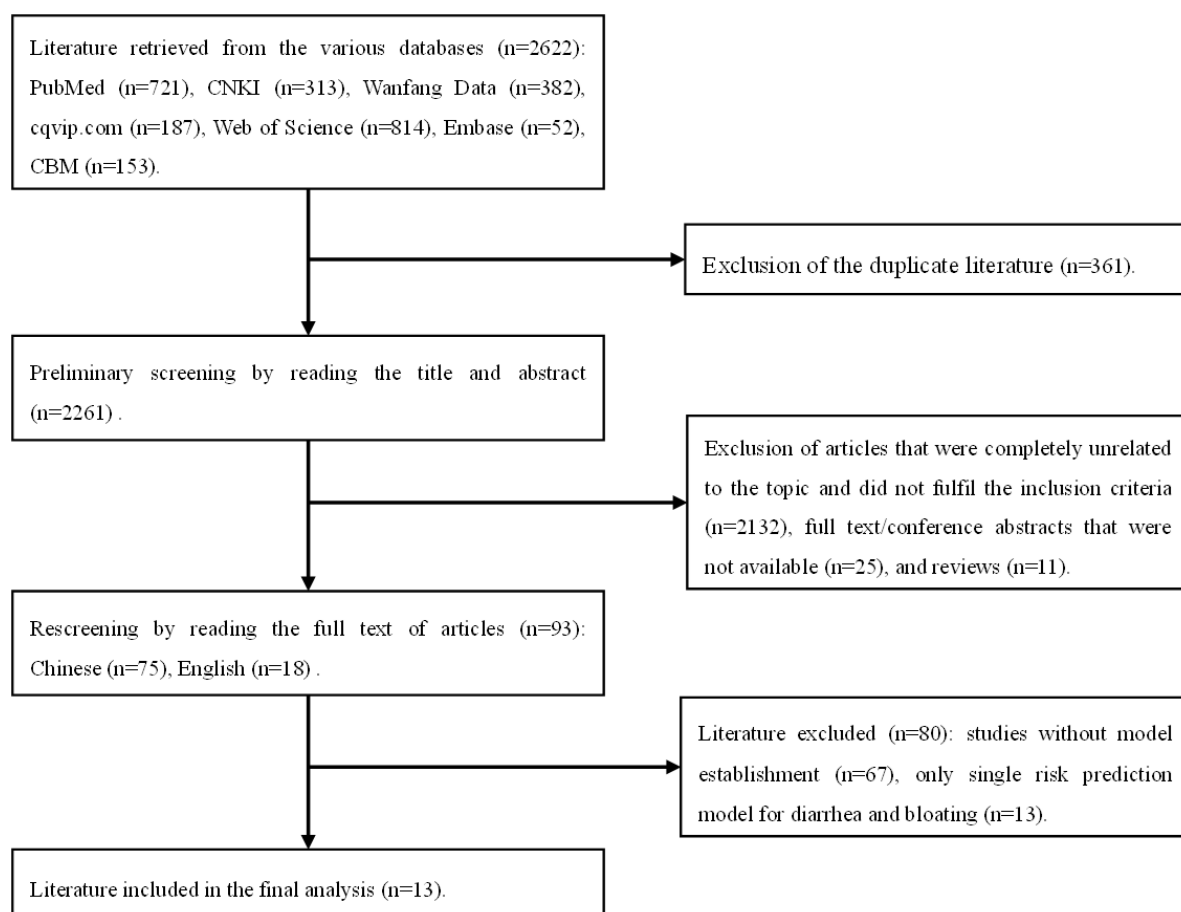 Literature retrieved from the various databases (n=2622):
PubMed (n=721), CNKI (n=313), Wanfang Data (n=382),
cqvip.com (n=187), Web of Science (n=814), Embase (n=52),
CBM (n=153).
Exclusion of the duplicate literature (n=361).
Preliminary screening by reading the title and abstract
(n=2261) .
Exclusion of articles that were completely unrelated
to the topic and did not fulfil the inclusion criteria
(n=2132), full text/conference abstracts that were
not available (n=25), and reviews (n=11).
Rescreening by reading the full text of articles (n=93):
Chinese (n=75), English (n=18) .
Literature excluded (n=80): studies without model
establishment (n=67), only single risk prediction
model for diarrhea and bloating (n=13).
Literature included in the final analysis (n=13).